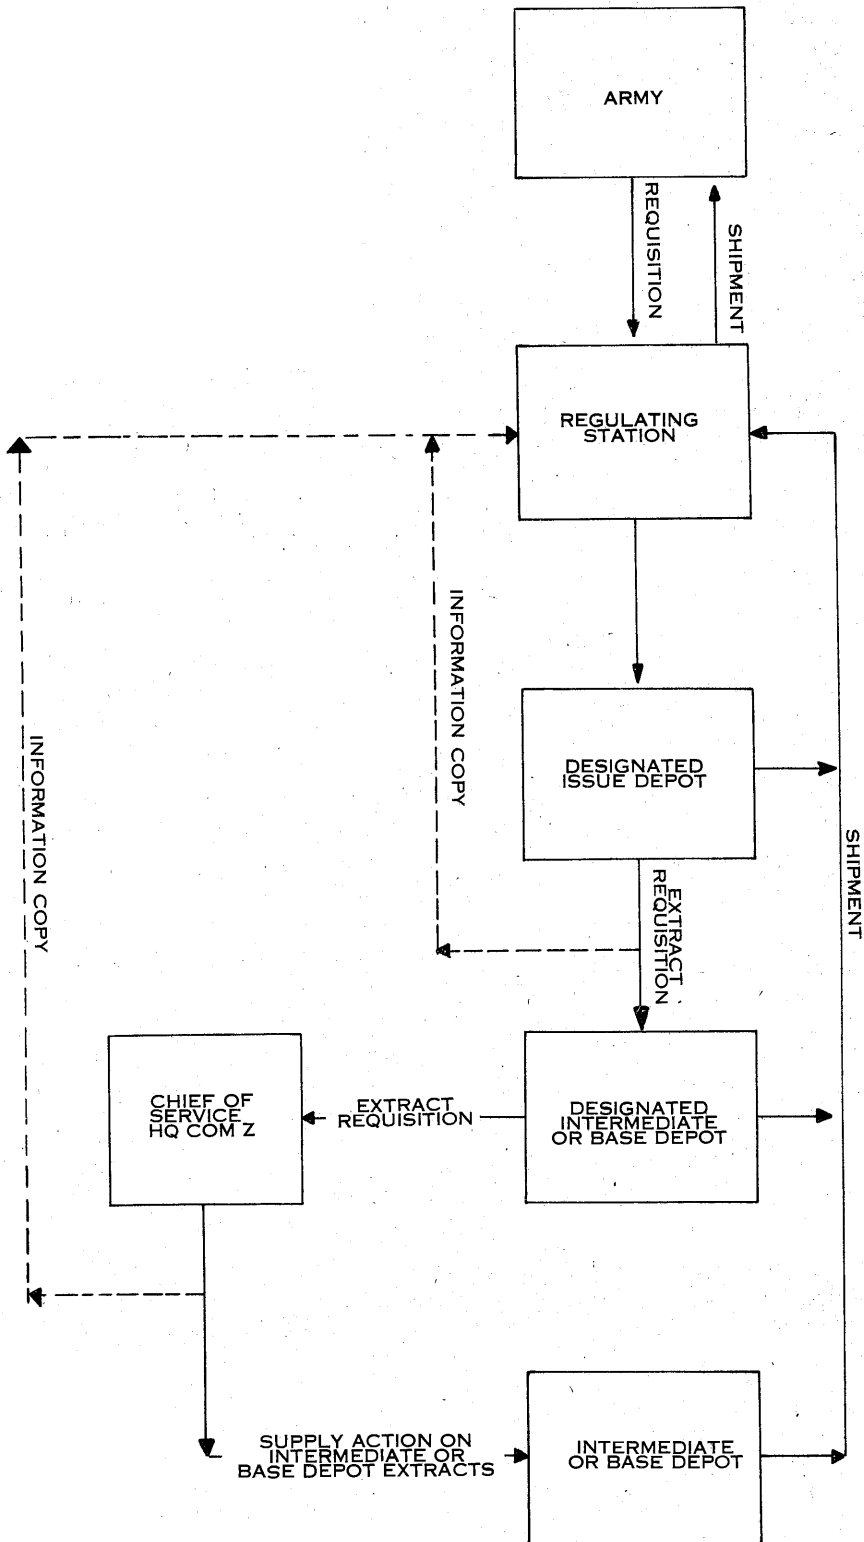 ARMY
REQUISITION
SHIPMENT
REGULATING
STATION
INFORMATION COPY
INFORMATION COPY
DESIGNATED
ISSUE DEPOT
SHIPMENT
EXTRACT
REQUISITION
CHIEF OF
SERVICE
HQ COM Z
EXTRACT
REQUISITION
DESIGNATED
INTERMEDIATE
OR BASE DEPOT
SUPPLY ACTION ON
INTERMEDIATE OR
BASE DEPOT EXTRACTS
INTERMEDIATE
OR BASE DEPOT